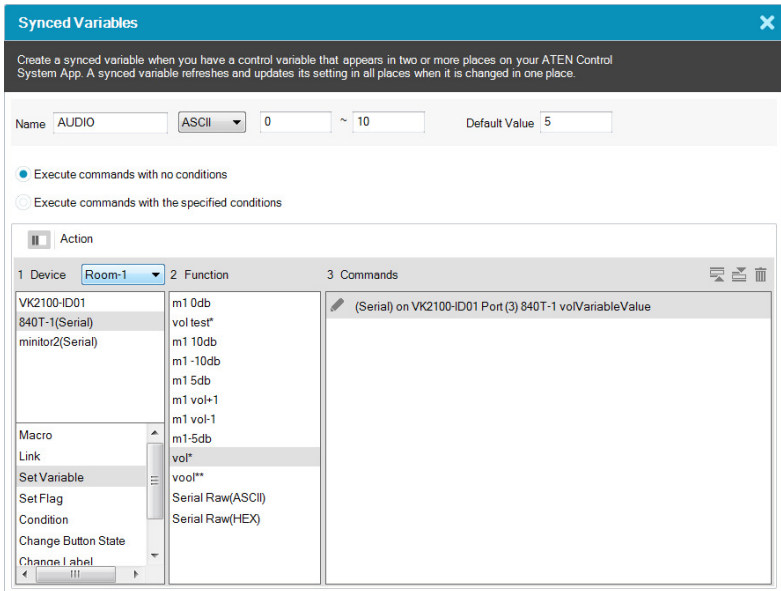 Synced Variables
Create a synced variable when you have a control variable that appears in two or more places on your ATEN Control
System App. A synced variable refreshes and updates its setting in all places when it is changed in one place.
Name AUDIO ASCII 0 ~ 10 Default Value 5
Execute commands with no conditions
Execute commands with the specified conditions
Action
1 Device Room-1 2 Function 3 Commands
VK2100-ID01
840T-1(Serial)
minitor2(Serial)
Macro
Link
Set Variable
Set Flag
Condition
Change Button State
Change Label
m1 0db
vol test*
m1 10db
m1 -10db
m1 5db
m1 vol+1
m1 vol-1
m1-5db
vol*
vool**
Serial Raw(ASCII)
Serial Raw(HEX)
(Serial) on VK2100-ID01 Port (3) 840T-1 volVariableValue